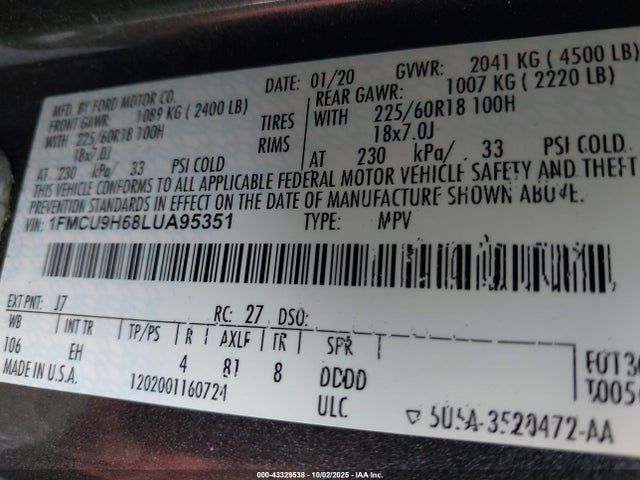 MFD. BY FORD MOTOR CO.
DATE: 01/20 GVWR: 2041 KG ( 4500 LB)
FRONT GAWR: 1089 KG ( 2400 LB) REAR GAWR: 1007 KG ( 2220 LB)
WITH 225/60R18 100H TIRES WITH 225/60R18 100H
18x7.0J RIMS 18x7.0J
AT 230 kPa/ 33 PSI COLD AT 230 kPa/ 33 PSI COLD
THIS VEHICLE CONFORMS TO ALL APPLICABLE FEDERAL MOTOR VEHICLE SAFETY AND THEFT
PREVENTION STANDARDS IN EFFECT ON THE DATE OF MANUFACTURE SHOWN ABOVE.
VIN: 1FMCU9H68LUA95351 TYPE: MPV
EXT PNT: J7 RC: 27 DSO:
WB INT TR TP/PS R AXLE TR SPR
106 EH 4 81 8 DDDD
MADE IN U.S.A. 1202001160724 ULC
000-43329538 10/02/2025 IAA Inc.